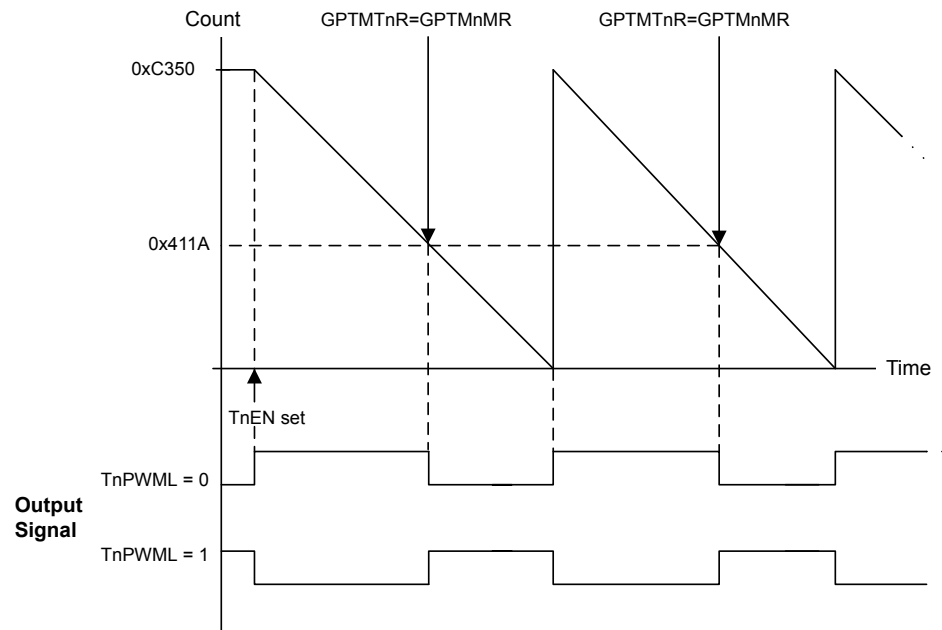 Count
GPTMTnR=GPTMnMR
GPTMTnR=GPTMnMR
0xC350
0x411A
Time
TnEN set
TnPWML = 0
Output
Signal
TnPWML = 1